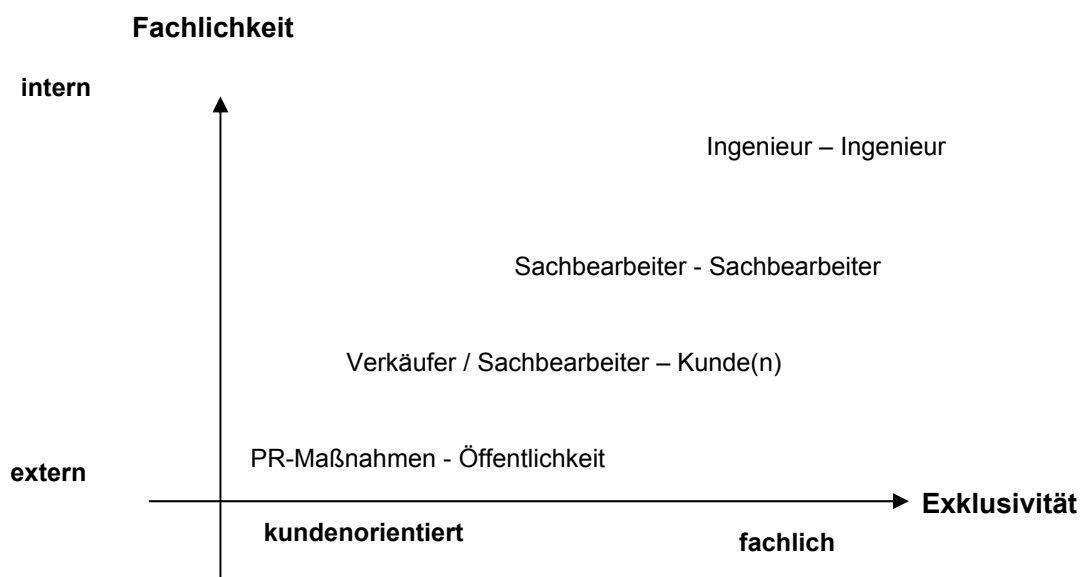 Fachlichkeit
intern
Ingenieur – Ingenieur
Sachbearbeiter - Sachbearbeiter
Verkäufer / Sachbearbeiter – Kunde(n)
PR-Maßnahmen - Öffentlichkeit
extern
Exklusivität
kundenorientiert
fachlich